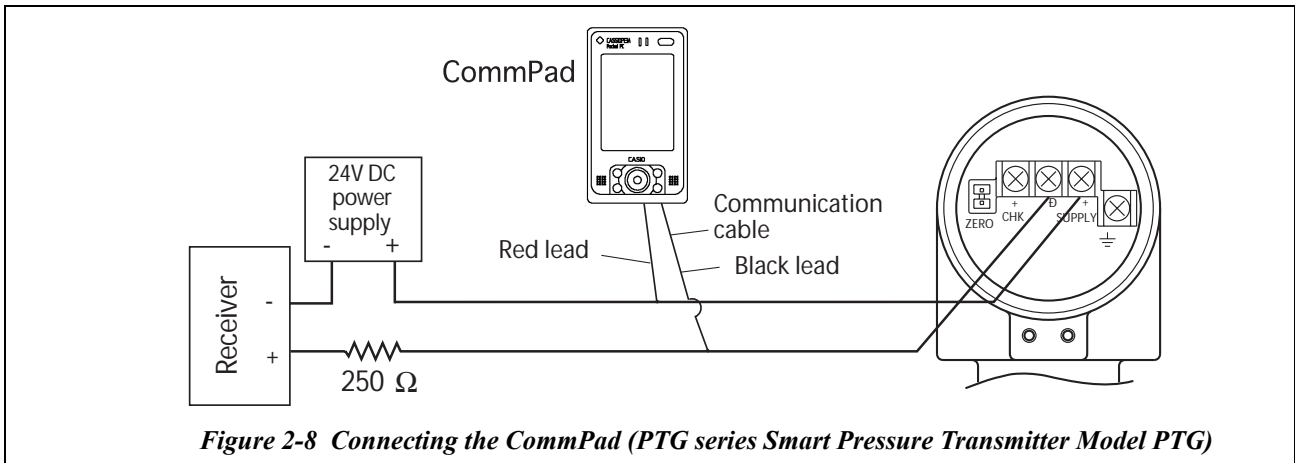 CASSIOPEIA
Pocket PC
CommPad
CASIO
24V DC
power
supply
- +
Communication
cable
Red lead
Black lead
Receiver
-
+
250 Ω
ZERO
+
CHK
Đ
+
SUPPLY
Figure 2-8 Connecting the CommPad (PTG series Smart Pressure Transmitter Model PTG)